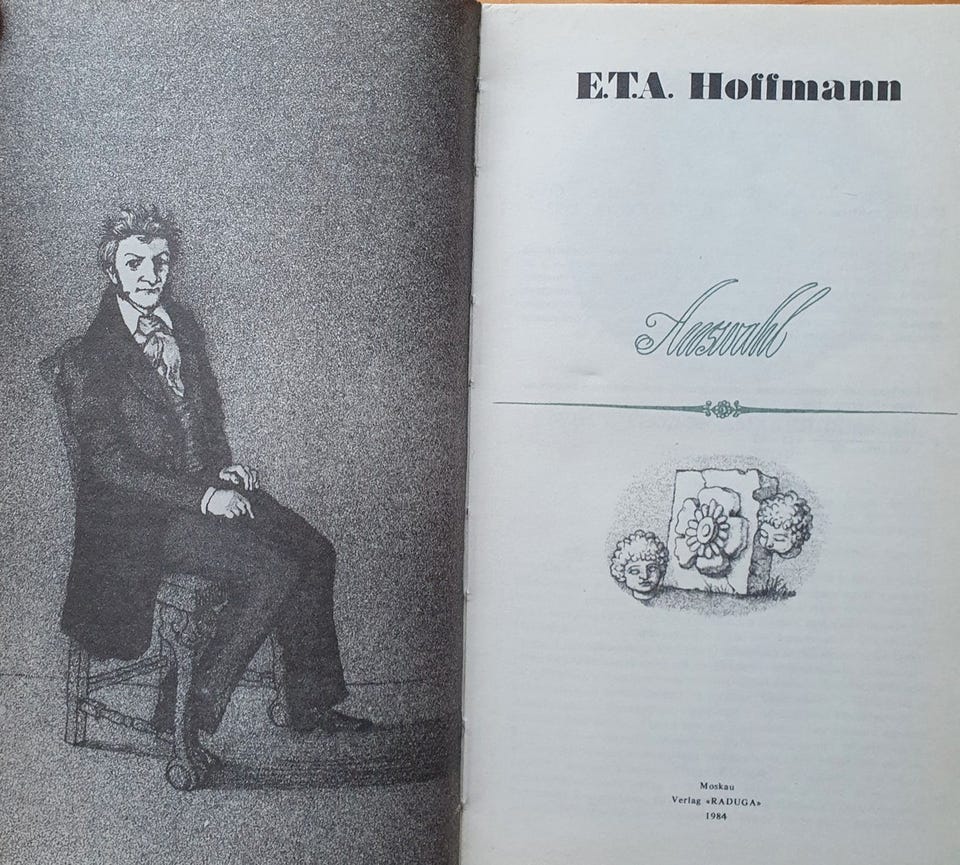 E.T.A. Hoffmann
Auswahl
Moskau
Verlag «RADUGA»
1984